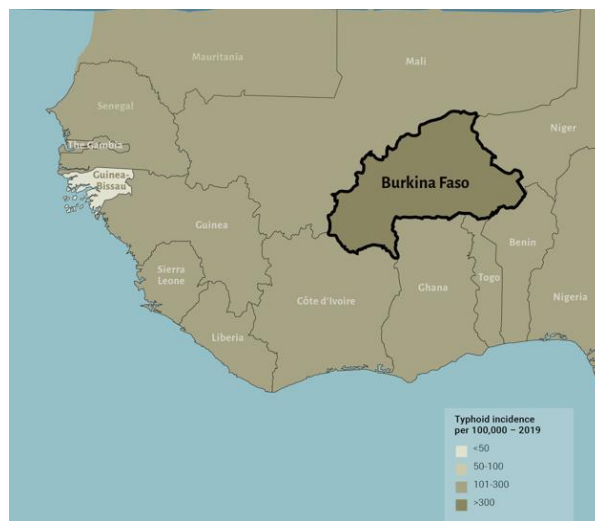 Mauritania
Mali
Senegal
Niger
The Gambia
Guinea-
Bissau
Burkina Faso
Guinea
Benin
Sierra
Leone
Togo
Ghana
Côte d'Ivoire
Nigeria
Liberia
Typhoid incidence
per 100,000 – 2019
<50
50-100
101-300
>300